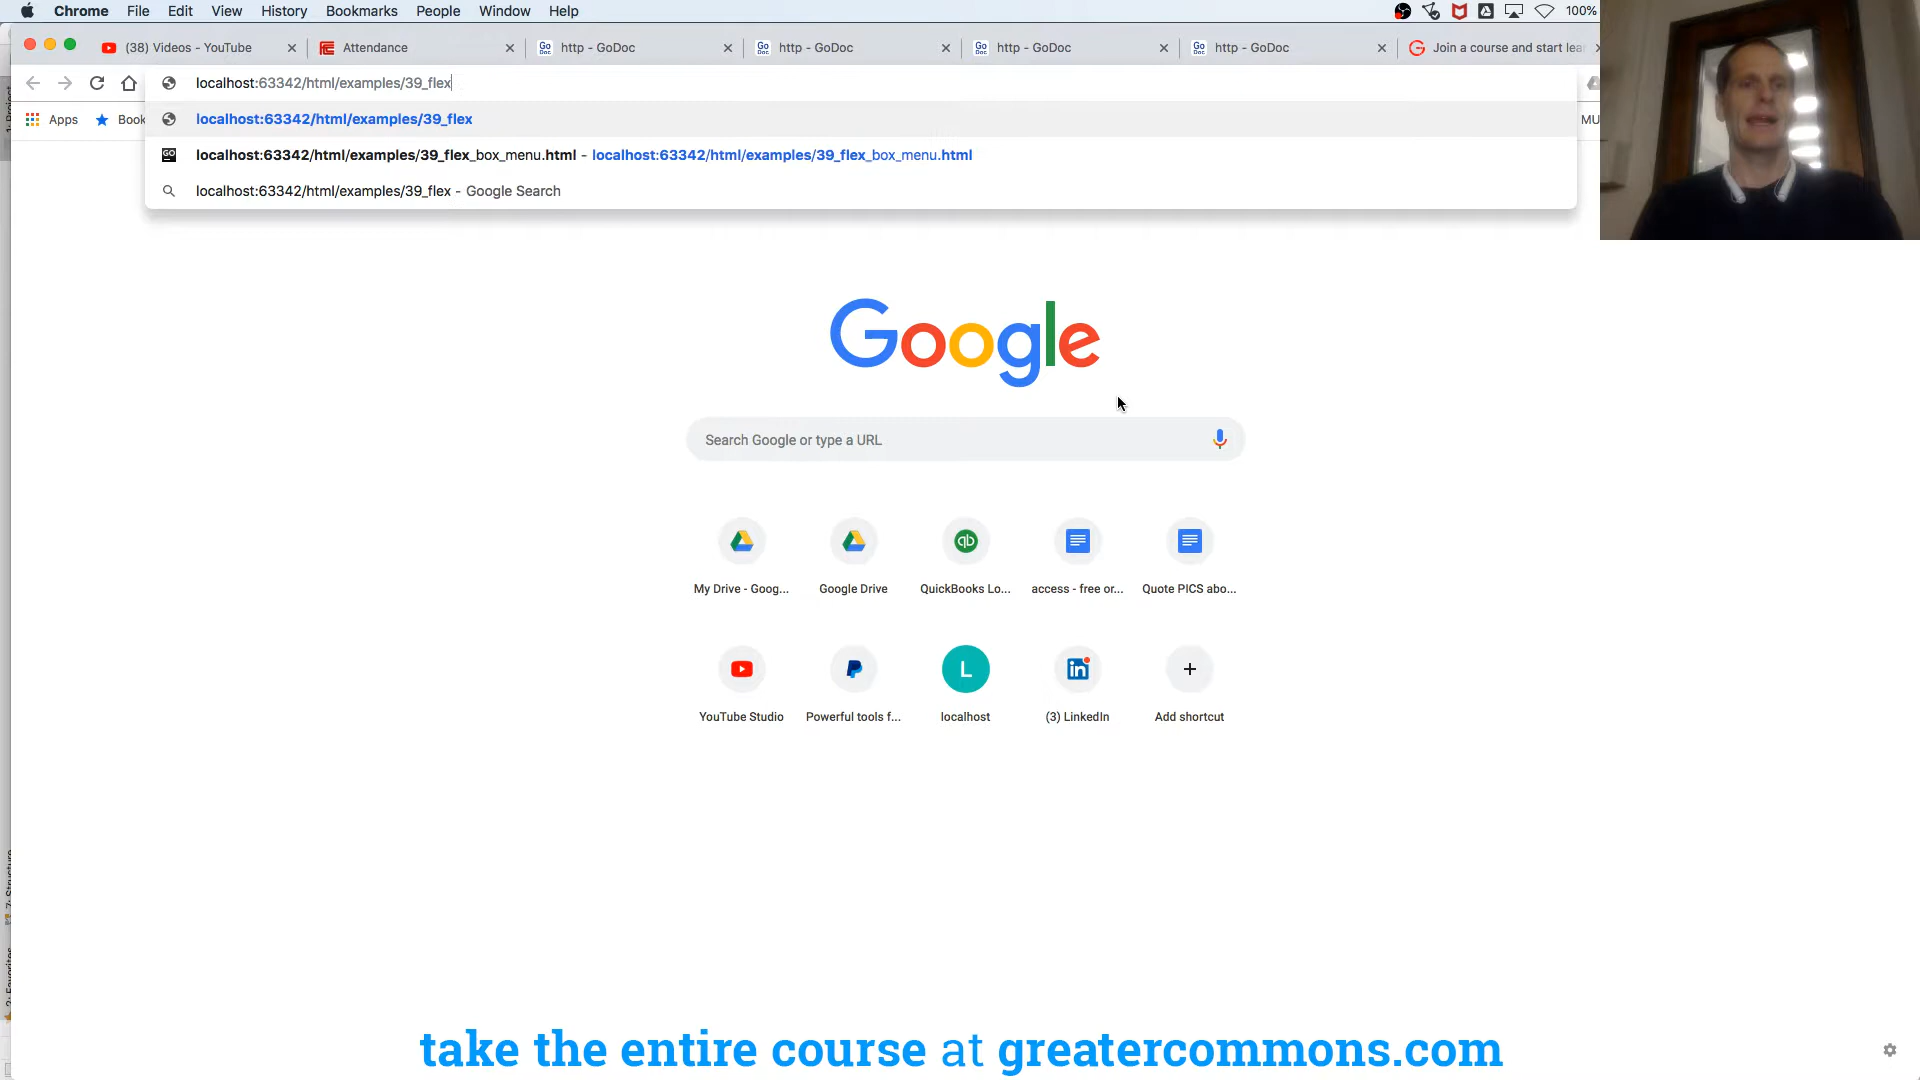 Chrome File Edit View History Bookmarks People Window Help 100%
(38) Videos - YouTube Attendance http - GoDoc http - GoDoc http - GoDoc http - GoDoc Join a course and start lea
localhost:63342/html/examples/39_flex
Apps Book MU
localhost:63342/html/examples/39_flex
localhost:63342/html/examples/39_flex_box_menu.html - localhost:63342/html/examples/39_flex_box_menu.html
localhost:63342/html/examples/39_flex - Google Search
Google
Search Google or type a URL
My Drive - Goog... Google Drive QuickBooks Lo... access - free or... Quote PICS abo...
YouTube Studio Powerful tools f... localhost (3) LinkedIn Add shortcut
take the entire course at greatercommons.com